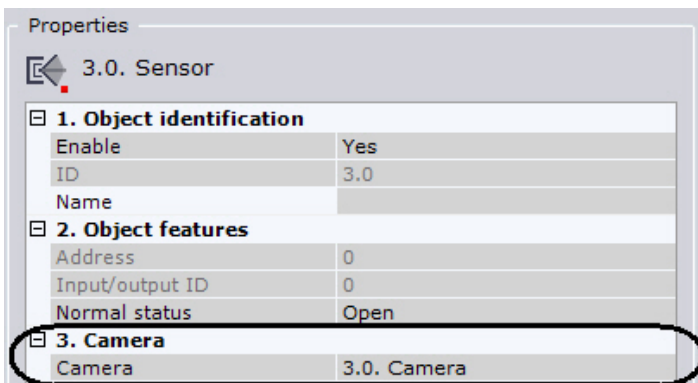 Properties
3.0. Sensor
1. Object identification
Enable Yes
ID 3.0
Name
2. Object features
Address 0
Input/output ID 0
Normal status Open
3. Camera
Camera 3.0. Camera